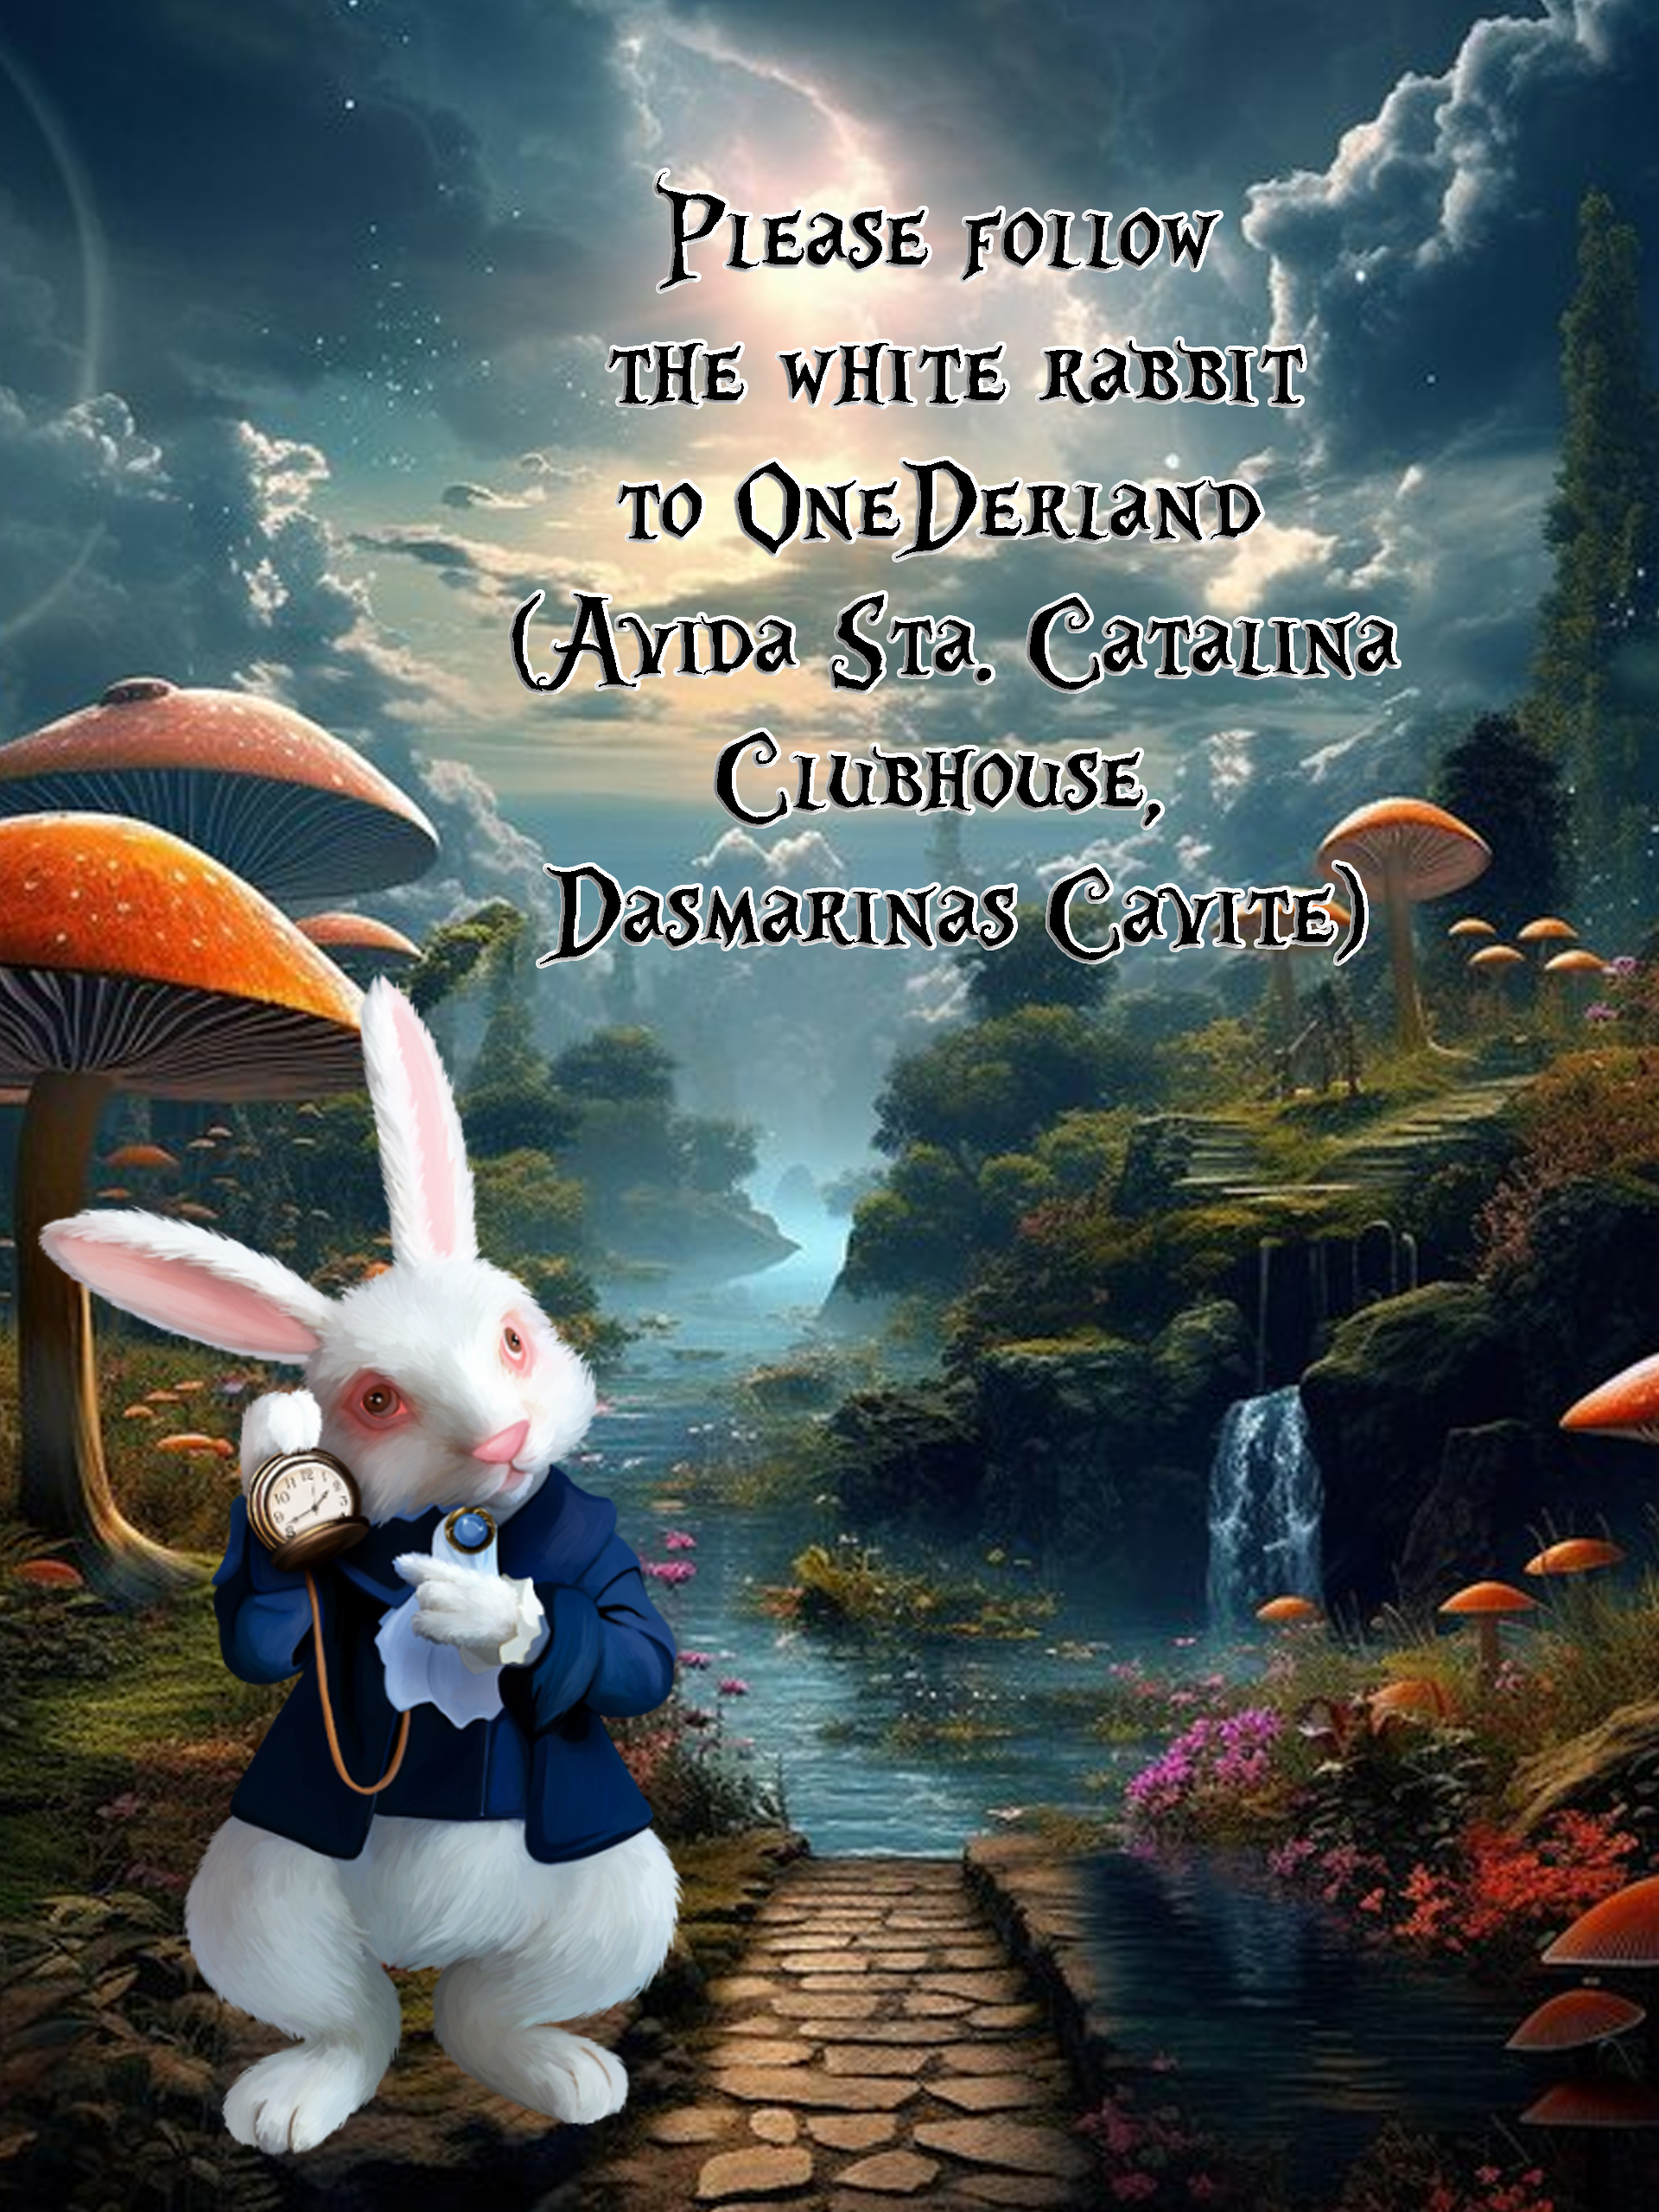 Please follow
the white rabbit
to OneDerland
(Avida Sta. Catalina
Clubhouse,
Dasmarinas Cavite)